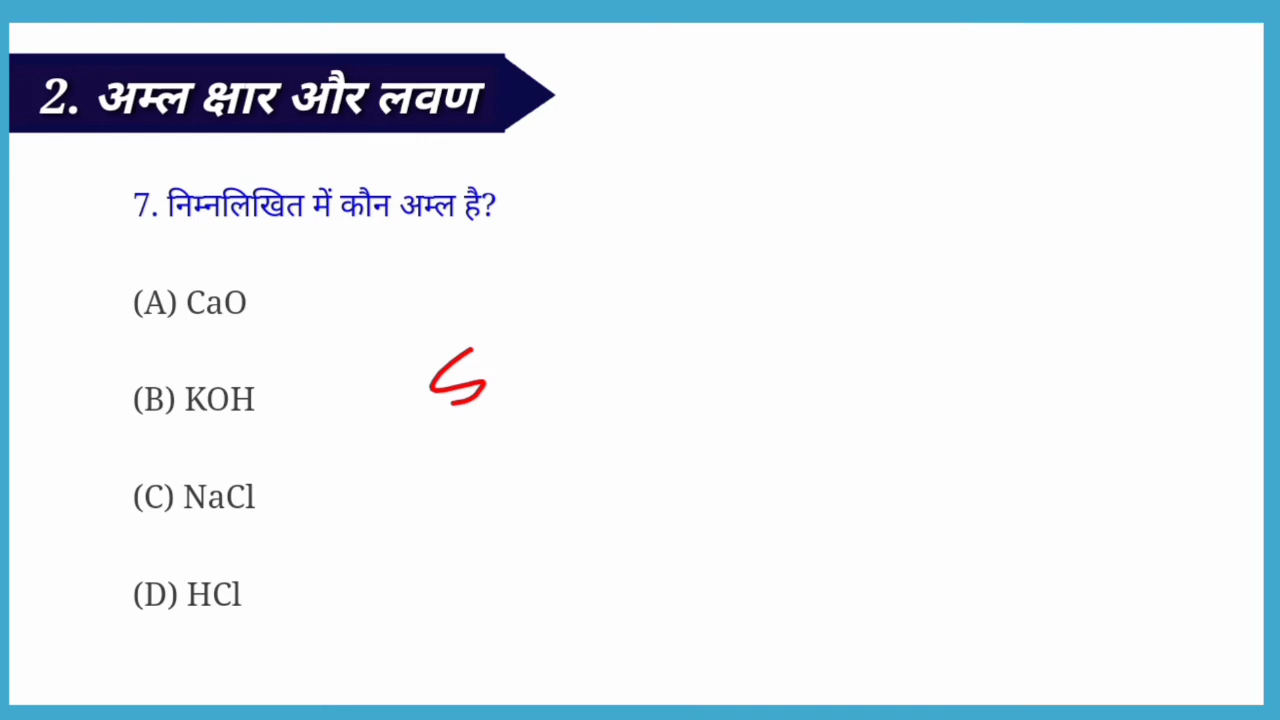 2. अम्ल क्षार और लवण
7. निम्नलिखित में कौन अम्ल है?
(A) CaO
(B) KOH
(C) NaCl
(D) HCl